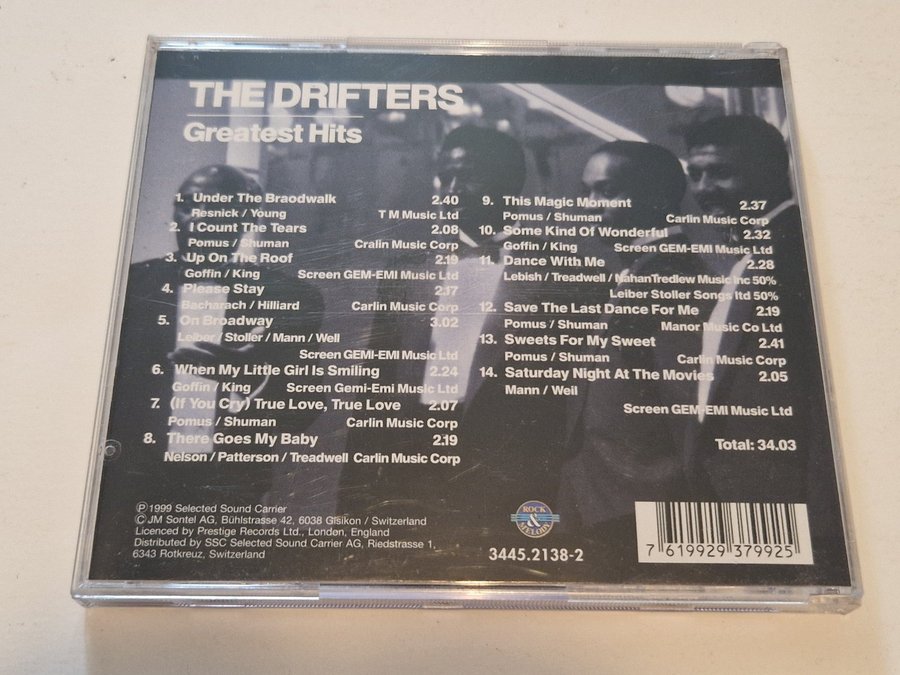 THE DRIFTERS
Greatest Hits
1. Under The Braodwalk 2.40
Resnick / Young T M Music Ltd
2. I Count The Tears 2.08
Pomus / Shuman Cralin Music Corp
3. Up On The Roof 2.19
Goffin / King Screen GEM-EMI Music Ltd
4. Please Stay 2.17
Bacharach / Hilliard Carlin Music Corp
5. On Broadway 3.02
Leiber / Stoller / Mann / Well
Screen GEMI-EMI Music Ltd
6. When My Little Girl Is Smiling 2.24
Goffin / King Screen Gemi-Emi Music Ltd
7. (If You Cry) True Love, True Love 2.07
Pomus / Shuman Carlin Music Corp
8. There Goes My Baby 2.19
Nelson / Patterson / Treadwell Carlin Music Corp
9. This Magic Moment 2.37
Pomus / Shuman Carlin Music Corp
10. Some Kind Of Wonderful 2.32
Goffin / King Screen GEM-EMI Music Ltd
11. Dance With Me 2.28
Lebish / Treadwell / NahanTredlew Music Inc 50%
Leiber Stoller Songs ltd 50%
12. Save The Last Dance For Me 2.19
Pomus / Shuman Manor Music Co Ltd
13. Sweets For My Sweet 2.41
Pomus / Shuman Carlin Music Corp
14. Saturday Night At The Movies 2.05
Mann / Weil
Screen GEM-EMI Music Ltd
Total: 34.03
℗ 1999 Selected Sound Carrier
© JM Sontel AG, Bühlstrasse 42, 6038 Gisikon / Switzerland
Licenced by Prestige Records Ltd., London, England
Distributed by SSC Selected Sound Carrier AG, Riedstrasse 1,
6343 Rotkreuz, Switzerland
ROCK
&
MELODY
3445.2138-2
7 619929 379925